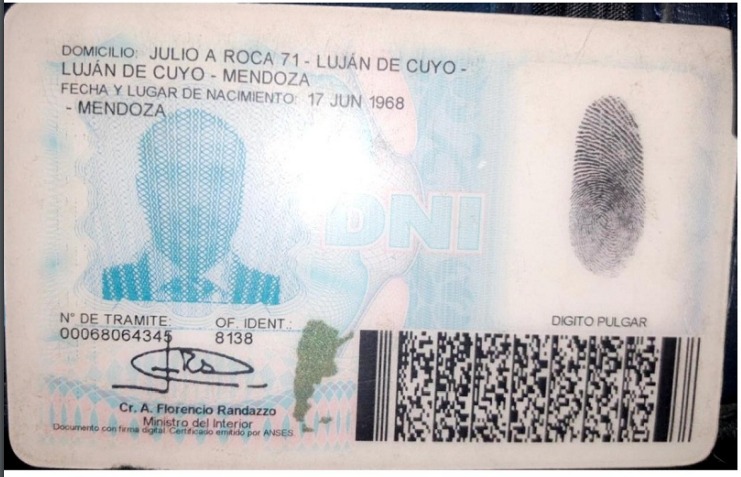 DOMICILIO: JULIO A ROCA 71 - LUJÁN DE CUYO -
LUJÁN DE CUYO - MENDOZA
FECHA Y LUGAR DE NACIMIENTO: 17 JUN 1968
- MENDOZA
DNI
DIGITO PULGAR
N° DE TRAMITE: OF. IDENT.:
00068064345 8138
Cr. A. Florencio Randazzo
Ministro del Interior
Documento con firma digital. Certificado emitido por ANSES.